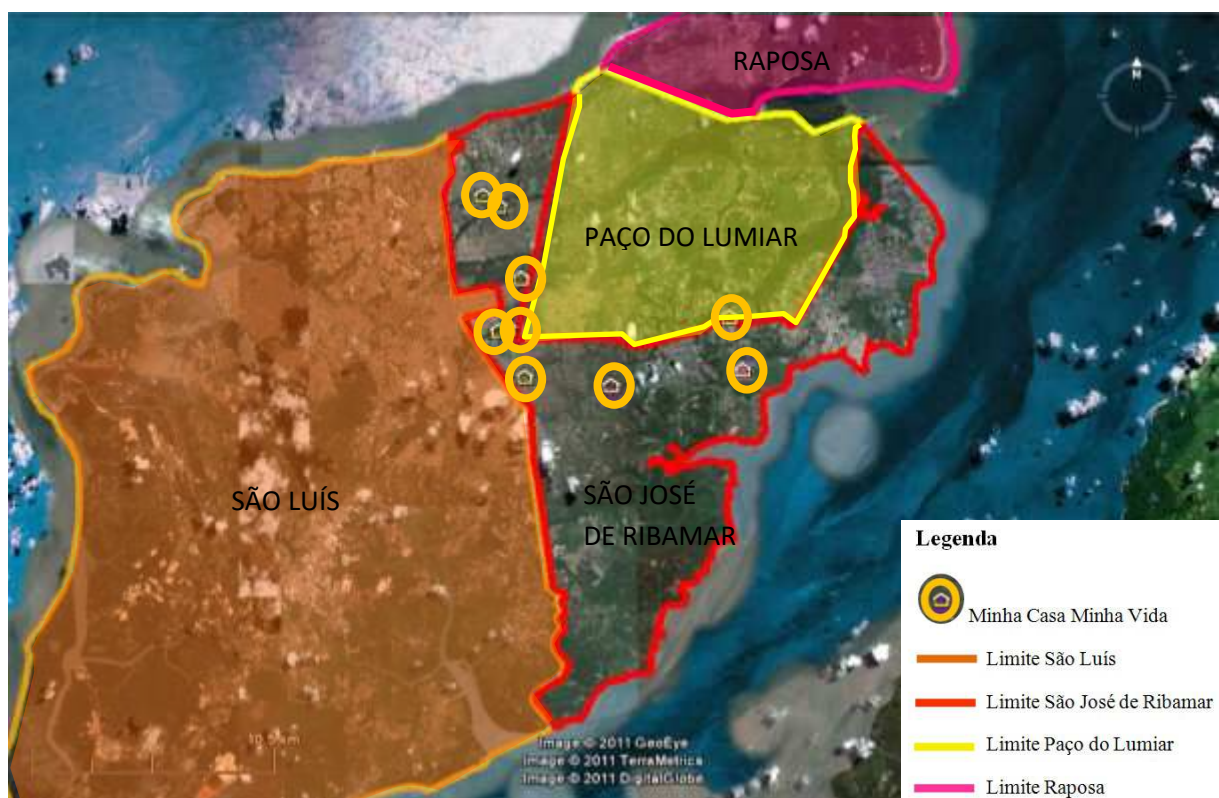 RAPOSA
PAÇO DO LUMIAR
SÃO LUÍS
SÃO JOSÉ
DE RIBAMAR
Legenda
Minha Casa Minha Vida
Limite São Luís
Limite São José de Ribamar
Limite Paço do Lumiar
Limite Raposa
Image © 2011 GeoEye
Image © 2011 TerraMetrics
Image © 2011 DigitalGlobe